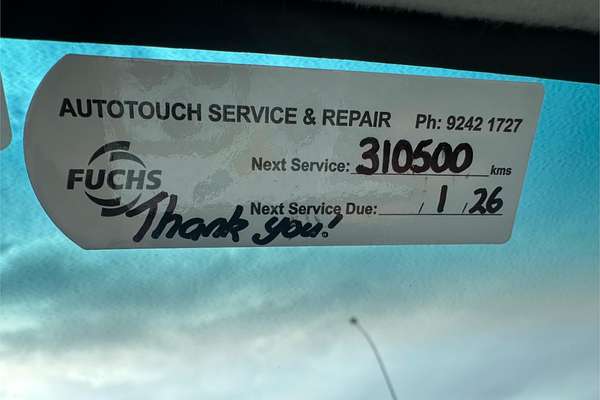 AUTOTOUCH SERVICE & REPAIR Ph: 9242 1727
Next Service: 310500 kms
FUCHS
Next Service Due: / 1 / 26
Thank you!